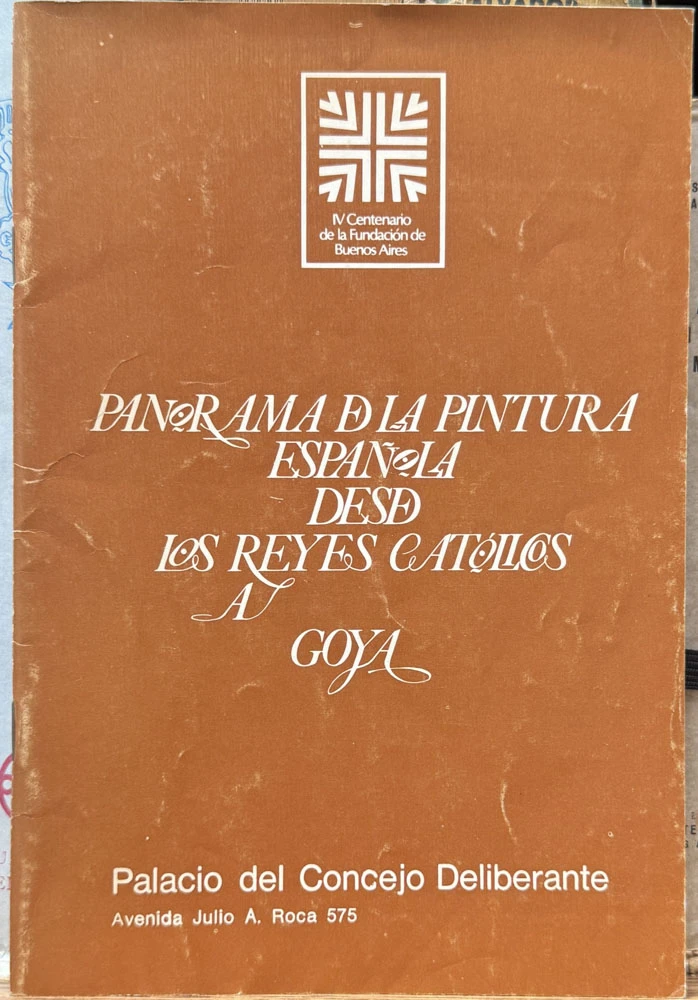 IV Centenario
de la Fundación de
Buenos Aires
PANORAMA DE LA PINTURA
ESPAÑOLA
DESDE
LOS REYES CATÓLICOS
A
GOYA
Palacio del Concejo Deliberante
Avenida Julio A. Roca 575